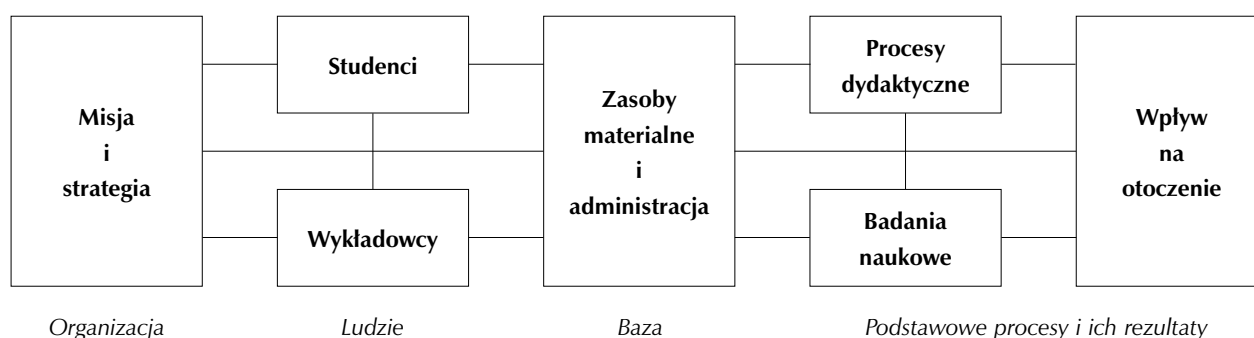 Misja
i
strategia
Studenci
Wykładowcy
Zasoby
materialne
i
administracja
Procesy
dydaktyczne
Badania
naukowe
Wpływ
na
otoczenie
Organizacja
Ludzie
Baza
Podstawowe procesy i ich rezultaty